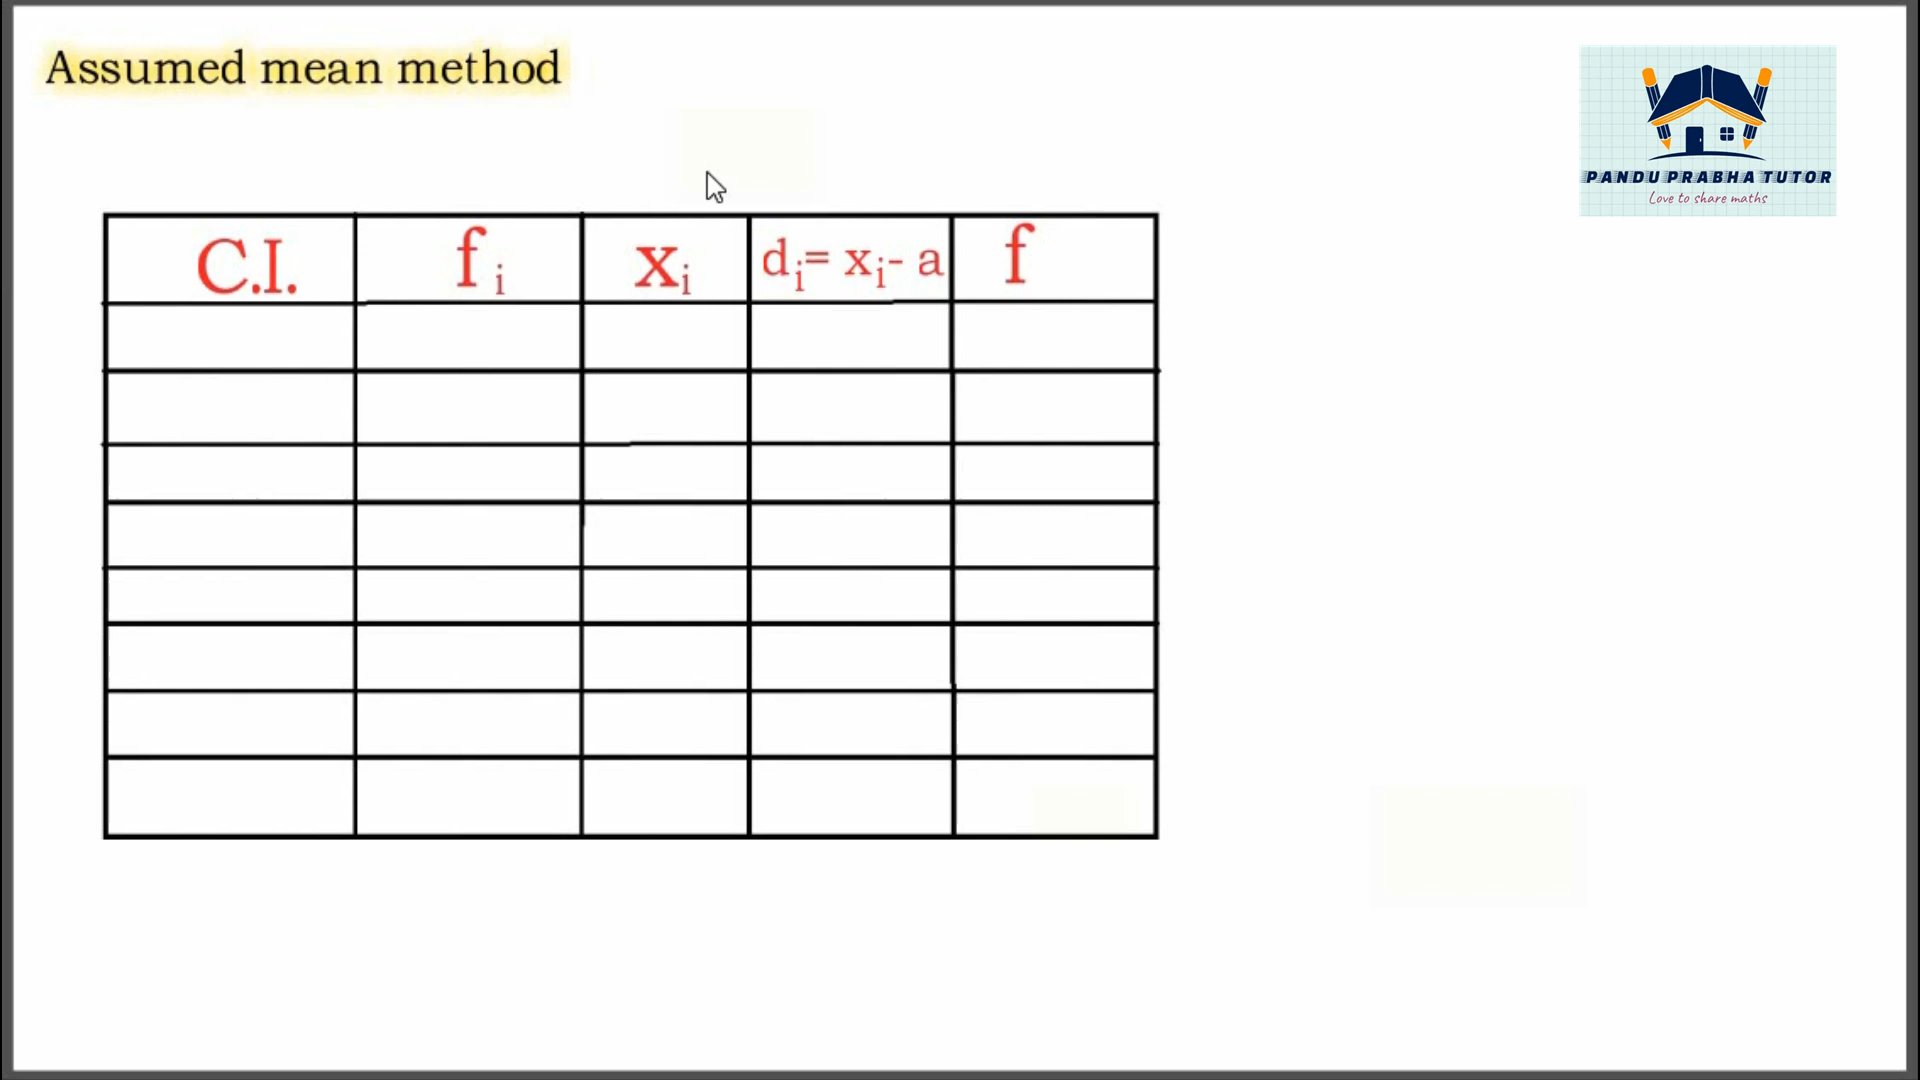 Assumed mean method
PANDU PRABHA TUTOR
Love to share maths
C.I. fi xi di= xi- a f